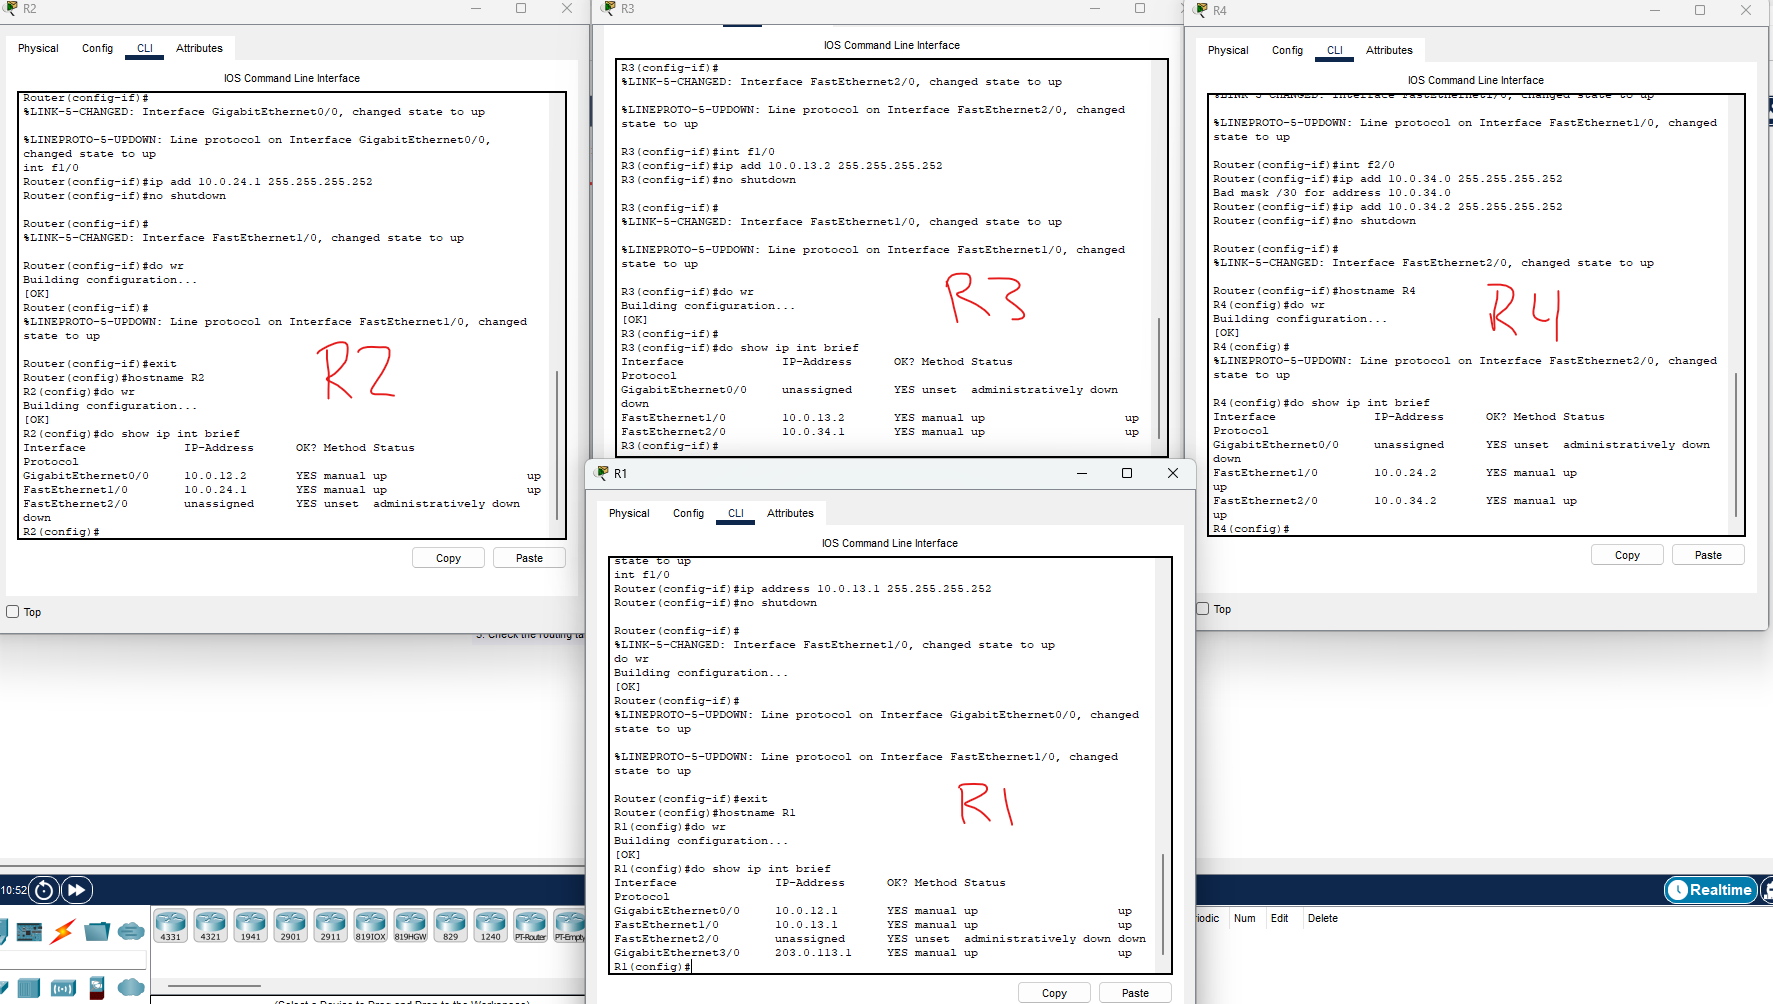 R2
Physical Config CLI Attributes
IOS Command Line Interface
Router(config-if)#
%LINK-5-CHANGED: Interface GigabitEthernet0/0, changed state to up
%LINEPROTO-5-UPDOWN: Line protocol on Interface GigabitEthernet0/0,
changed state to up
int f1/0
Router(config-if)#ip add 10.0.24.1 255.255.255.252
Router(config-if)#no shutdown
Router(config-if)#
%LINK-5-CHANGED: Interface FastEthernet1/0, changed state to up
Router(config-if)#do wr
Building configuration...
[OK]
Router(config-if)#
%LINEPROTO-5-UPDOWN: Line protocol on Interface FastEthernet1/0, changed
state to up
Router(config-if)#exit
Router(config)#hostname R2
R2(config)#do wr
Building configuration...
[OK]
R2(config)#do show ip int brief
Interface IP-Address OK? Method Status
Protocol
GigabitEthernet0/0 10.0.12.2 YES manual up up
FastEthernet1/0 10.0.24.1 YES manual up up
FastEthernet2/0 unassigned YES unset administratively down
down
R2(config)#
R2
Copy Paste
Top
R3
IOS Command Line Interface
R3(config-if)#
%LINK-5-CHANGED: Interface FastEthernet2/0, changed state to up
%LINEPROTO-5-UPDOWN: Line protocol on Interface FastEthernet2/0, changed
state to up
R3(config-if)#int f1/0
R3(config-if)#ip add 10.0.13.2 255.255.255.252
R3(config-if)#no shutdown
R3(config-if)#
%LINK-5-CHANGED: Interface FastEthernet1/0, changed state to up
%LINEPROTO-5-UPDOWN: Line protocol on Interface FastEthernet1/0, changed
state to up
R3(config-if)#do wr
Building configuration...
[OK]
R3(config-if)#
R3(config-if)#do show ip int brief
Interface IP-Address OK? Method Status
Protocol
GigabitEthernet0/0 unassigned YES unset administratively down
down
FastEthernet1/0 10.0.13.2 YES manual up up
FastEthernet2/0 10.0.34.1 YES manual up up
R3(config-if)#
R3
R4
Physical Config CLI Attributes
IOS Command Line Interface
%LINK-5-CHANGED: Interface FastEthernet1/0, changed state to up
%LINEPROTO-5-UPDOWN: Line protocol on Interface FastEthernet1/0, changed
state to up
Router(config-if)#int f2/0
Router(config-if)#ip add 10.0.34.0 255.255.255.252
Bad mask /30 for address 10.0.34.0
Router(config-if)#ip add 10.0.34.2 255.255.255.252
Router(config-if)#no shutdown
Router(config-if)#
%LINK-5-CHANGED: Interface FastEthernet2/0, changed state to up
Router(config-if)#hostname R4
R4(config)#do wr
Building configuration...
[OK]
R4(config)#
%LINEPROTO-5-UPDOWN: Line protocol on Interface FastEthernet2/0, changed
state to up
R4(config)#do show ip int brief
Interface IP-Address OK? Method Status
Protocol
GigabitEthernet0/0 unassigned YES unset administratively down
down
FastEthernet1/0 10.0.24.2 YES manual up
up
FastEthernet2/0 10.0.34.2 YES manual up
up
R4(config)#
R4
Copy Paste
Top
R1
Physical Config CLI Attributes
IOS Command Line Interface
state to up
int f1/0
Router(config-if)#ip address 10.0.13.1 255.255.255.252
Router(config-if)#no shutdown
Router(config-if)#
%LINK-5-CHANGED: Interface FastEthernet1/0, changed state to up
do wr
Building configuration...
[OK]
Router(config-if)#
%LINEPROTO-5-UPDOWN: Line protocol on Interface GigabitEthernet0/0, changed
state to up
%LINEPROTO-5-UPDOWN: Line protocol on Interface FastEthernet1/0, changed
state to up
Router(config-if)#exit
Router(config)#hostname R1
R1(config)#do wr
Building configuration...
[OK]
R1(config)#do show ip int brief
Interface IP-Address OK? Method Status
Protocol
GigabitEthernet0/0 10.0.12.1 YES manual up up
FastEthernet1/0 10.0.13.1 YES manual up up
FastEthernet2/0 unassigned YES unset administratively down down
GigabitEthernet3/0 203.0.113.1 YES manual up up
R1(config)#
R1
Copy Paste
3. Check the routing ta
10:52
Realtime
4331 4321 1941 2901 2911 819IOX 819HGW 829 1240 PT-Router PT-Empty
(Select a Device to Drag and Drop to the Workspace)
riodic Num Edit Delete